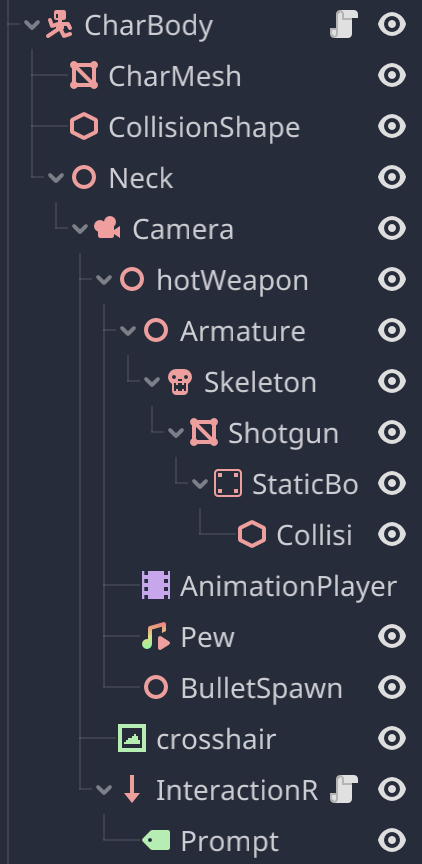 CharBody
CharMesh
CollisionShape
Neck
Camera
hotWeapon
Armature
Skeleton
Shotgun
StaticBo
Collisi
AnimationPlayer
Pew
BulletSpawn
crosshair
InteractionR
Prompt